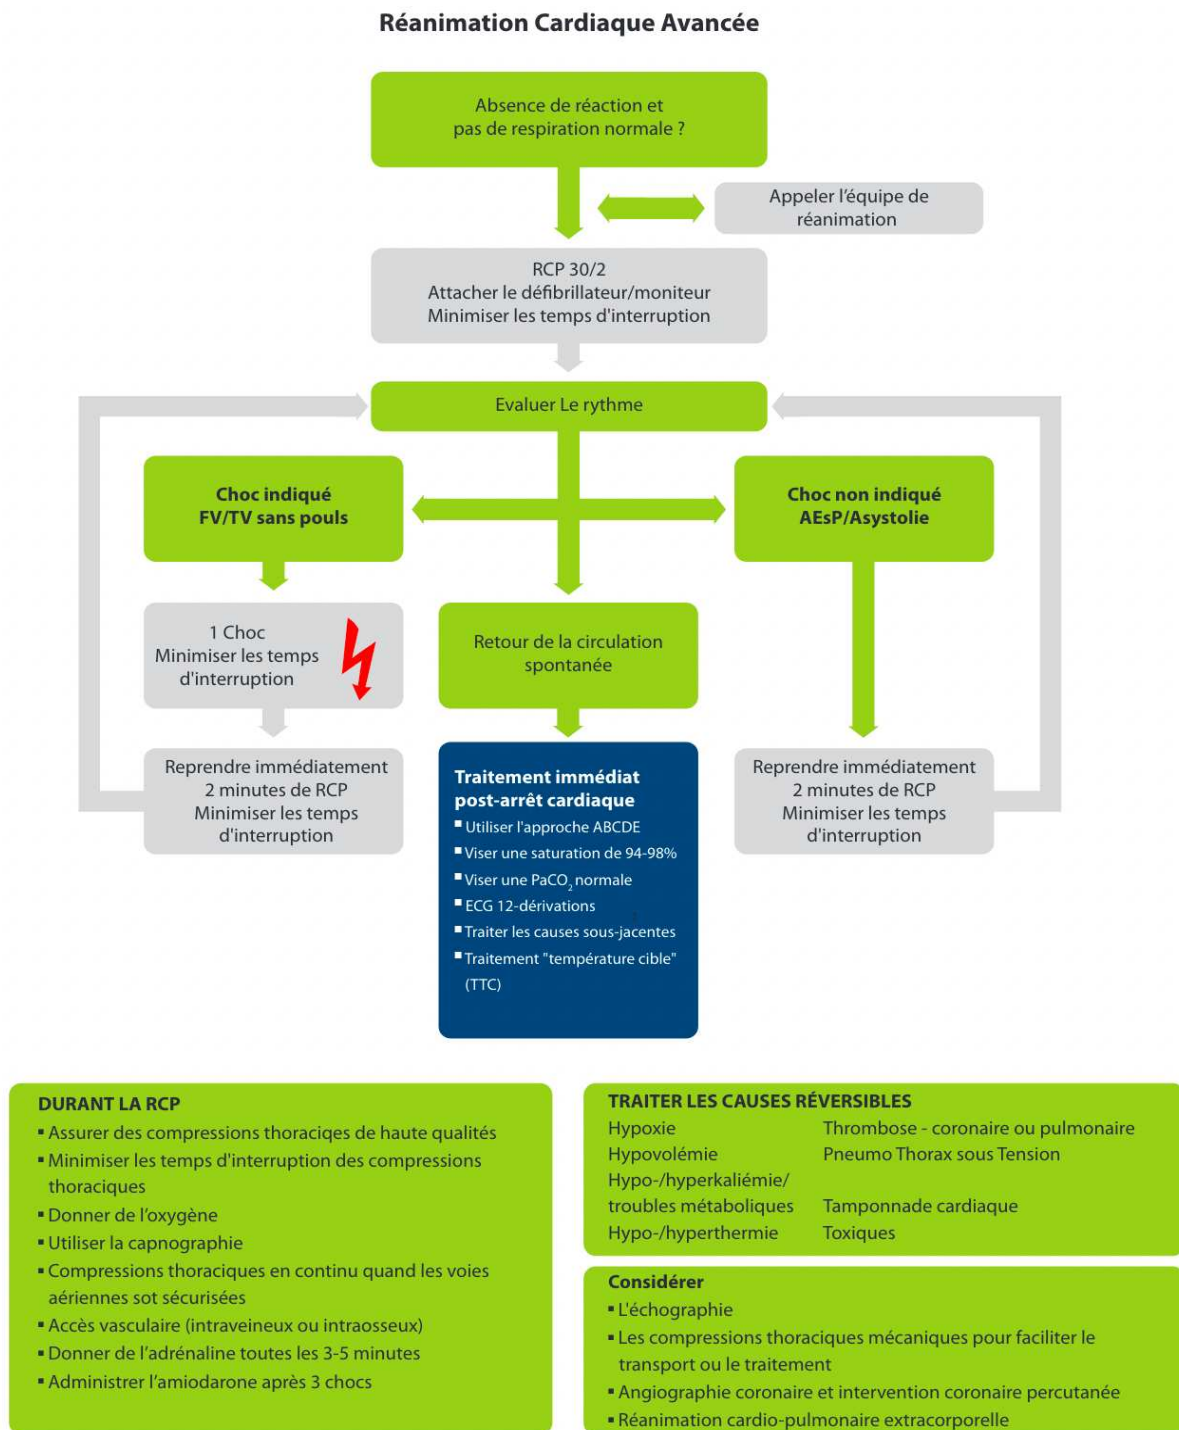 Réanimation Cardiaque Avancée
Absence de réaction et
pas de respiration normale ?
Appeler l'équipe de
réanimation
RCP 30/2
Attacher le défibrillateur/moniteur
Minimiser les temps d'interruption
Evaluer Le rythme
Choc indiqué
FV/TV sans pouls
Choc non indiqué
AEsP/Asystolie
1 Choc
Minimiser les temps
d'interruption
Retour de la circulation
spontanée
Reprendre immédiatement
2 minutes de RCP
Minimiser les temps
d'interruption
Traitement immédiat
post-arrêt cardiaque
▪ Utiliser l'approche ABCDE
▪ Viser une saturation de 94-98%
▪ Viser une PaCO₂ normale
▪ ECG 12-dérivations
▪ Traiter les causes sous-jacentes
▪ Traitement "température cible"
(TTC)
Reprendre immédiatement
2 minutes de RCP
Minimiser les temps
d'interruption
DURANT LA RCP
▪ Assurer des compressions thoraciqes de haute qualités
▪ Minimiser les temps d'interruption des compressions
thoraciques
▪ Donner de l'oxygène
▪ Utiliser la capnographie
▪ Compressions thoraciques en continu quand les voies
aériennes sot sécurisées
▪ Accès vasculaire (intraveineux ou intraosseux)
▪ Donner de l'adrénaline toutes les 3-5 minutes
▪ Administrer l'amiodarone après 3 chocs
TRAITER LES CAUSES RÉVERSIBLES
Hypoxie Thrombose - coronaire ou pulmonaire
Hypovolémie Pneumo Thorax sous Tension
Hypo-/hyperkaliémie/
troubles métaboliques Tamponnade cardiaque
Hypo-/hyperthermie Toxiques
Considérer
▪ L'échographie
▪ Les compressions thoraciques mécaniques pour faciliter le
transport ou le traitement
▪ Angiographie coronaire et intervention coronaire percutanée
▪ Réanimation cardio-pulmonaire extracorporelle